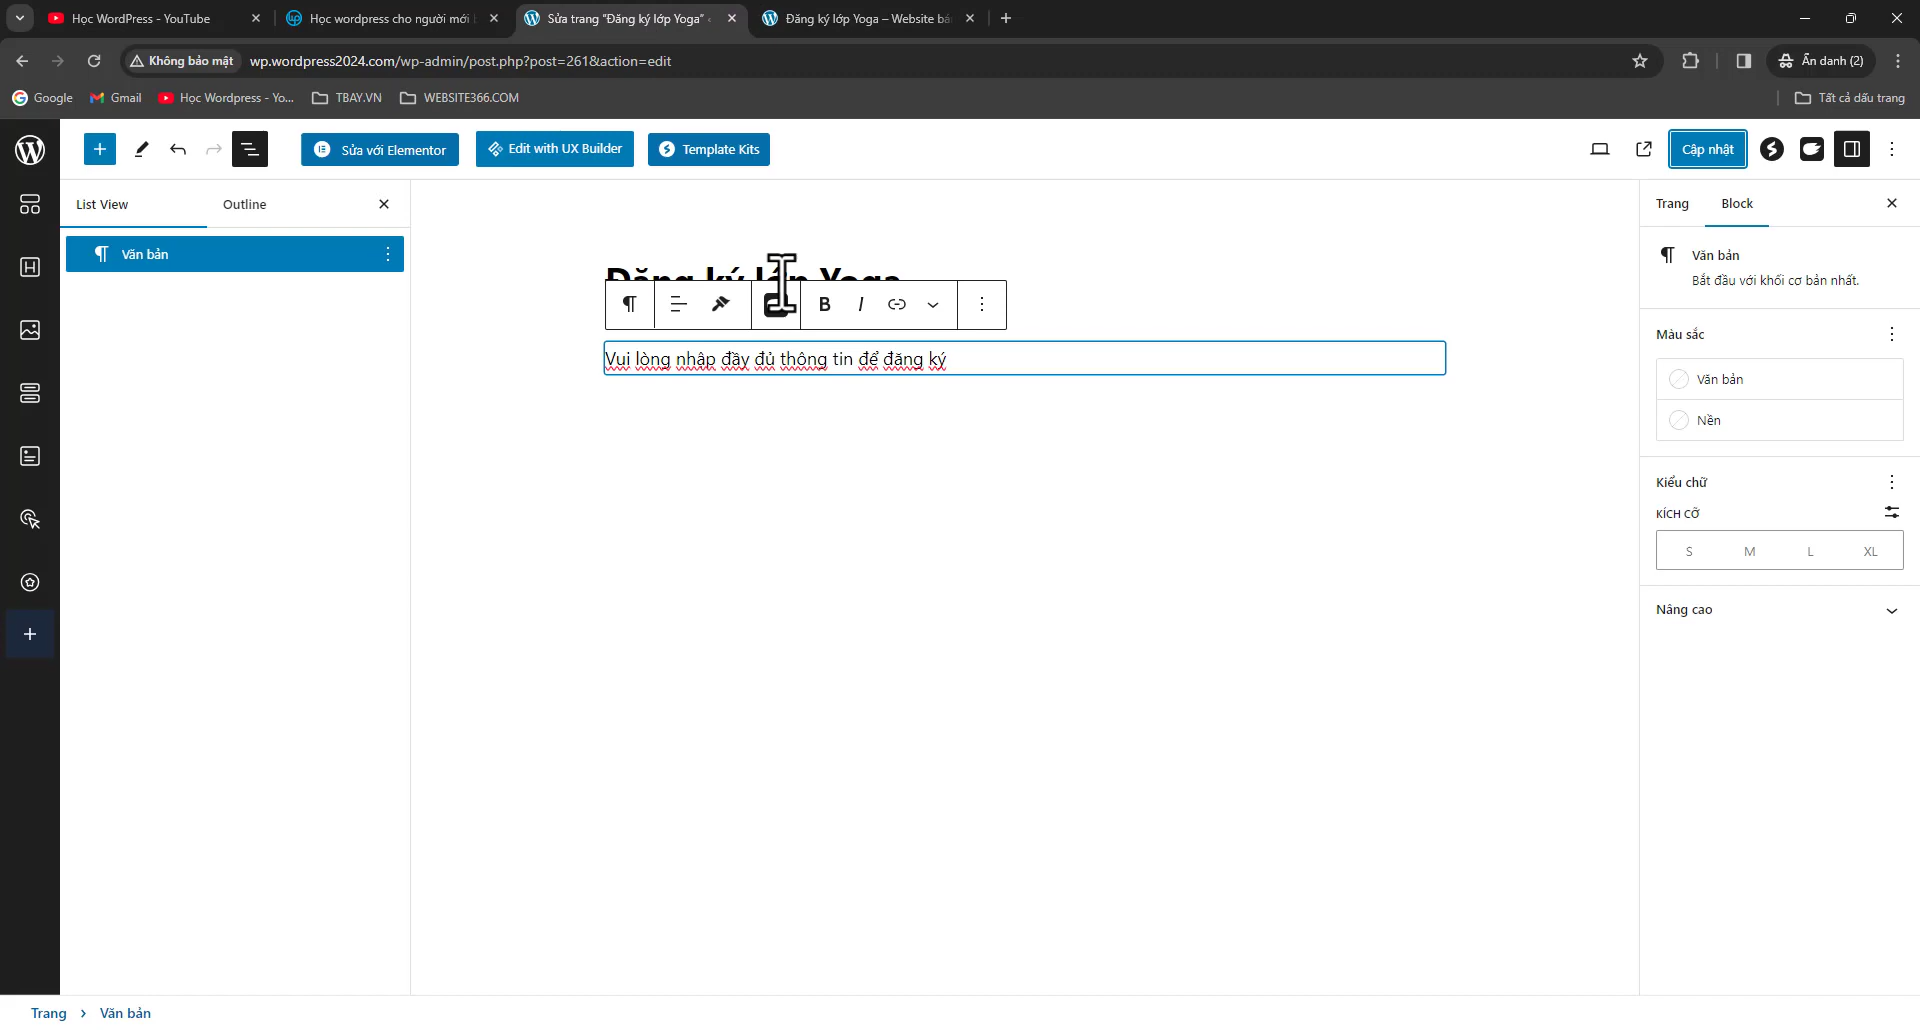 Học WordPress - YouTube
Học wordpress cho người mới
Sửa trang "Đăng ký lớp Yoga"
Đăng ký lớp Yoga – Website bá
Không bảo mật
wp.wordpress2024.com/wp-admin/post.php?post=261&action=edit
Ẩn danh (2)
Google
Gmail
Học Wordpress - Yo...
TBAY.VN
WEBSITE366.COM
Tất cả dấu trang
Sửa với Elementor
Edit with UX Builder
Template Kits
Cập nhật
List View
Outline
Trang
Block
Văn bản
Văn bản
Bắt đầu với khối cơ bản nhất.
Đăng ký lớp Yoga
B I
Vui lòng nhập đầy đủ thông tin để đăng ký
Màu sắc
Văn bản
Nền
Kiểu chữ
KÍCH CỠ
S M L XL
Nâng cao
Trang › Văn bản